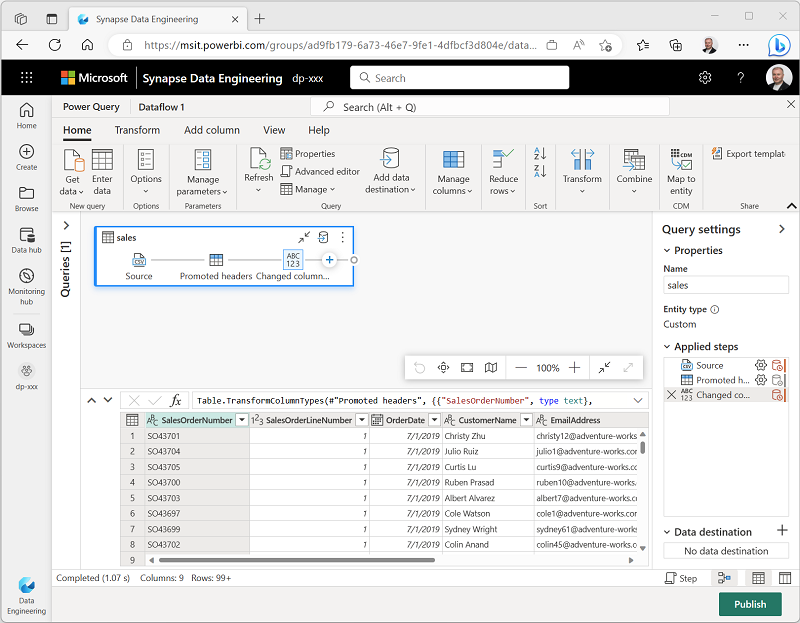 Synapse Data Engineering
https://msit.powerbi.com/groups/ad9fb179-6a73-46e7-9fe1-4dfbcf3d804e/data...
Microsoft
Synapse Data Engineering
dp-xxx
Search
Power Query
Dataflow 1
Search (Alt + Q)
Home
Transform
Add column
View
Help
Get data
Enter data
New query
Options
Options
Manage parameters
Parameters
Refresh
Properties
Advanced editor
Manage
Add data destination
Query
Manage columns
Reduce rows
Sort
Transform
Combine
CDM
Map to entity
CDM
Export templat
Share
Home
Create
Browse
Data hub
Monitoring hub
Workspaces
dp-xxx
Data Engineering
Queries [1]
sales
CSV
ABC
123
Source
Promoted headers
Changed column...
100%
Query settings
Properties
Name
sales
Entity type
Custom
Applied steps
Source
Promoted h...
ABC
123
Changed co...
Data destination
No data destination
fx
Table.TransformColumnTypes(#"Promoted headers", {{"SalesOrderNumber", type text},
SalesOrderNumber
SalesOrderLineNumber
OrderDate
CustomerName
EmailAddress
1 SO43701 1 7/1/2019 Christy Zhu christy12@adventure-works.
2 SO43704 1 7/1/2019 Julio Ruiz julio1@adventure-works.co
3 SO43705 1 7/1/2019 Curtis Lu curtis9@adventure-works.cc
4 SO43700 1 7/1/2019 Ruben Prasad ruben10@adventure-works.
5 SO43703 1 7/1/2019 Albert Alvarez albert7@adventure-works.c
6 SO43697 1 7/1/2019 Cole Watson cole1@adventure-works.cor
7 SO43699 1 7/1/2019 Sydney Wright sydney61@adventure-works
8 SO43702 1 7/1/2019 Colin Anand colin45@adventure-works.c
9
Completed (1.07 s)
Columns: 9
Rows: 99+
Step
Publish